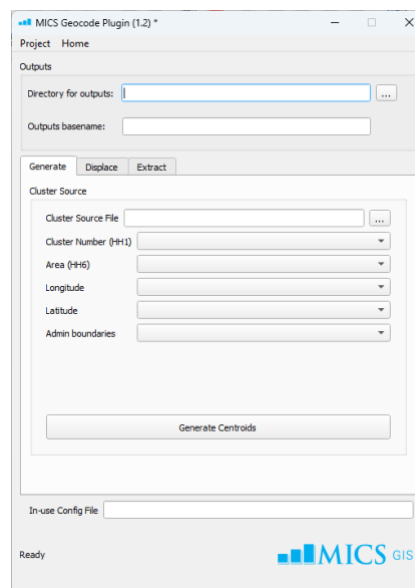 MICS Geocode Plugin (1.2) *
Project Home
Outputs
Directory for outputs: ...
Outputs basename:
Generate Displace Extract
Cluster Source
Cluster Source File ...
Cluster Number (HH1)
Area (HH6)
Longitude
Latitude
Admin boundaries
Generate Centroids
In-use Config File
Ready MICS GIS